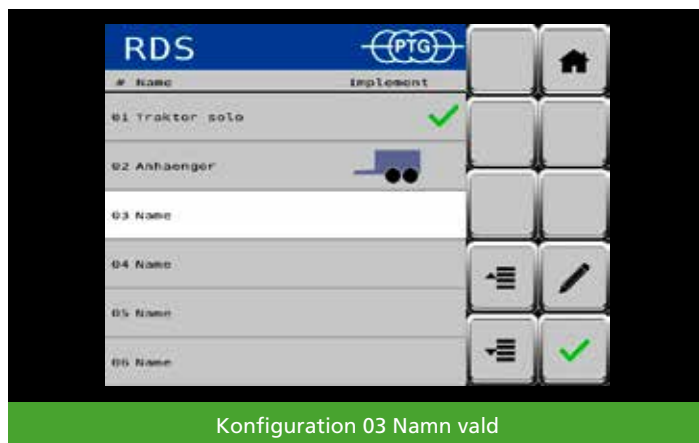 RDS PTG
# Name Implement
01 Traktor solo
02 Anhaenger
03 Name
04 Name
05 Name
06 Name
Konfiguration 03 Namn vald